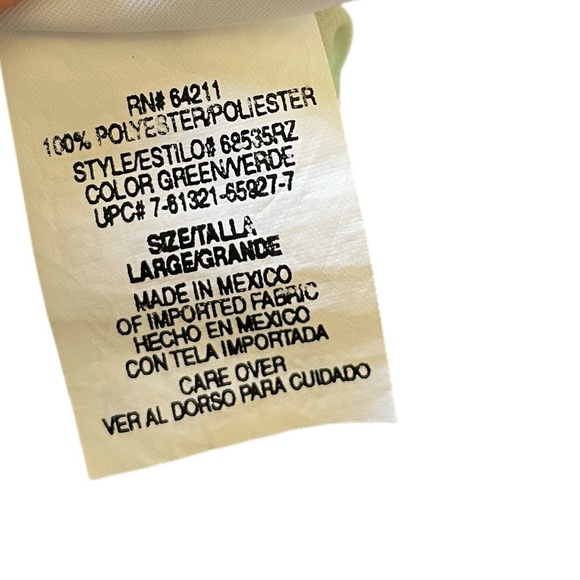 RN# 64211
100% POLYESTER/POLIESTER
STYLE/ESTILO# 68535RZ
COLOR GREEN/VERDE
UPC# 7-61321-65927-7
SIZE/TALLA
LARGE/GRANDE
MADE IN MEXICO
OF IMPORTED FABRIC
HECHO EN MEXICO
CON TELA IMPORTADA
CARE OVER
VER AL DORSO PARA CUIDADO